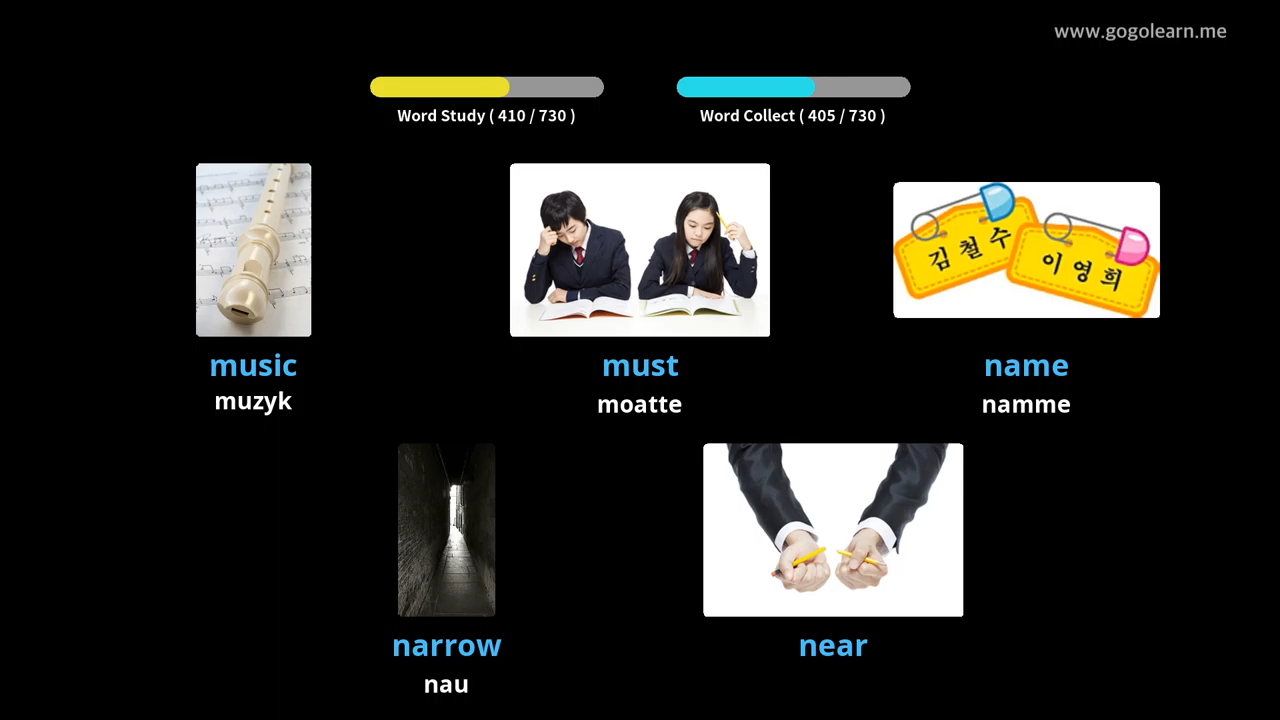 www.gogolearn.me
Word Study ( 410 / 730 )
Word Collect ( 405 / 730 )
김철수
이영희
music
muzyk
must
moatte
name
namme
narrow
nau
near